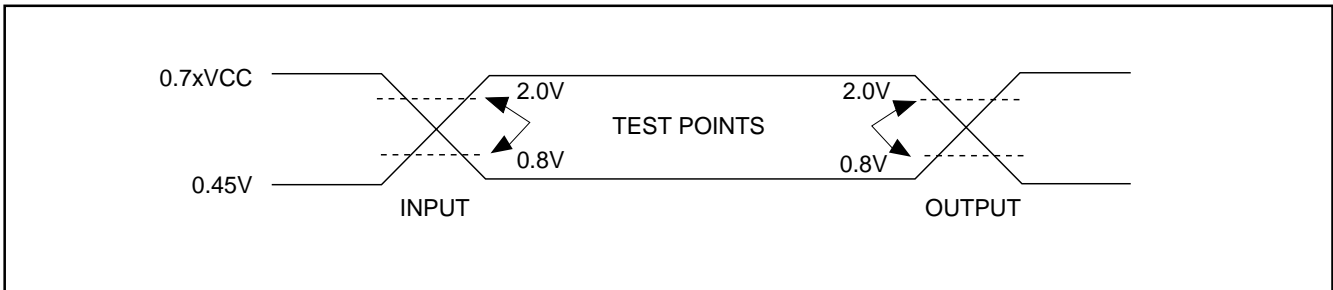 0.7xVCC
2.0V
2.0V
TEST POINTS
0.8V
0.8V
0.45V
INPUT
OUTPUT